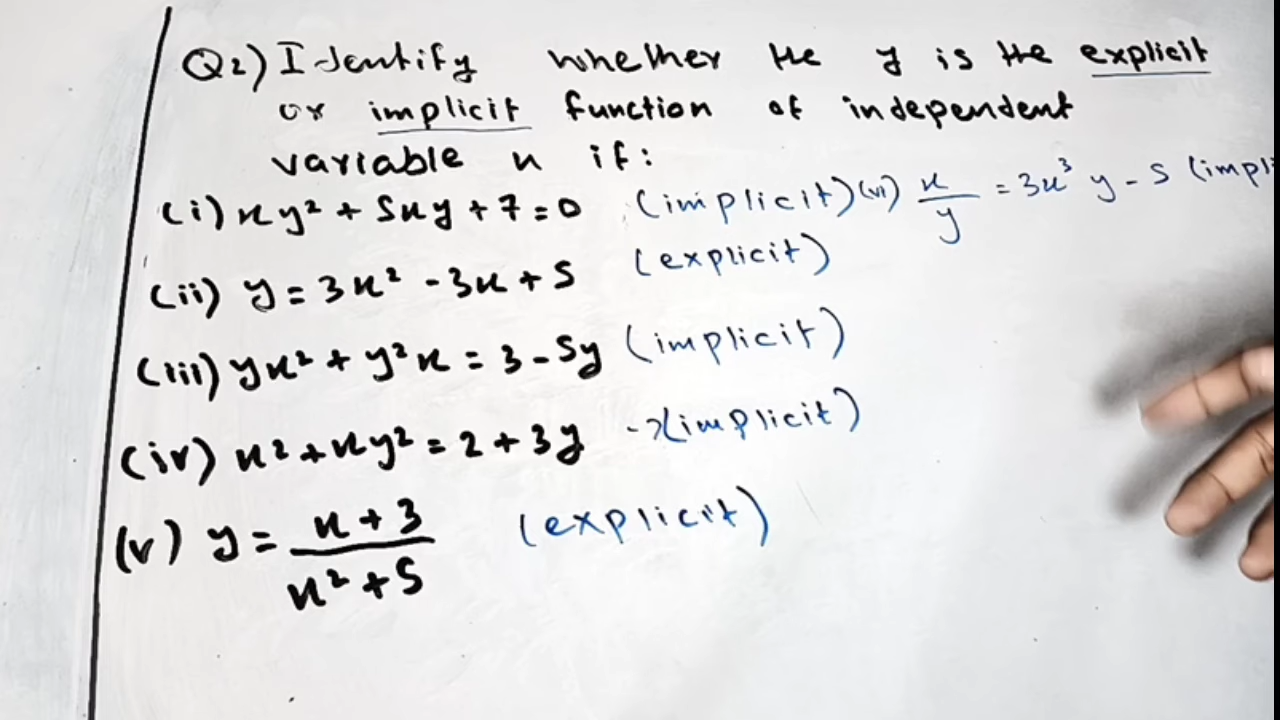 Q2) Identify whether the y is the explicit
or implicit function of independent
variable x if:
(i) xy² + 5xy + 7 = 0 (implicit)
(vi) x/y = 3x³y - 5 (impli
(ii) y = 3x² - 3x + 5 (explicit)
(iii) yx² + y²x = 3 - 5y (implicit)
(iv) x² + xy² = 2 + 3y → (implicit)
(v) y = x + 3 / x² + 5 (explicit)